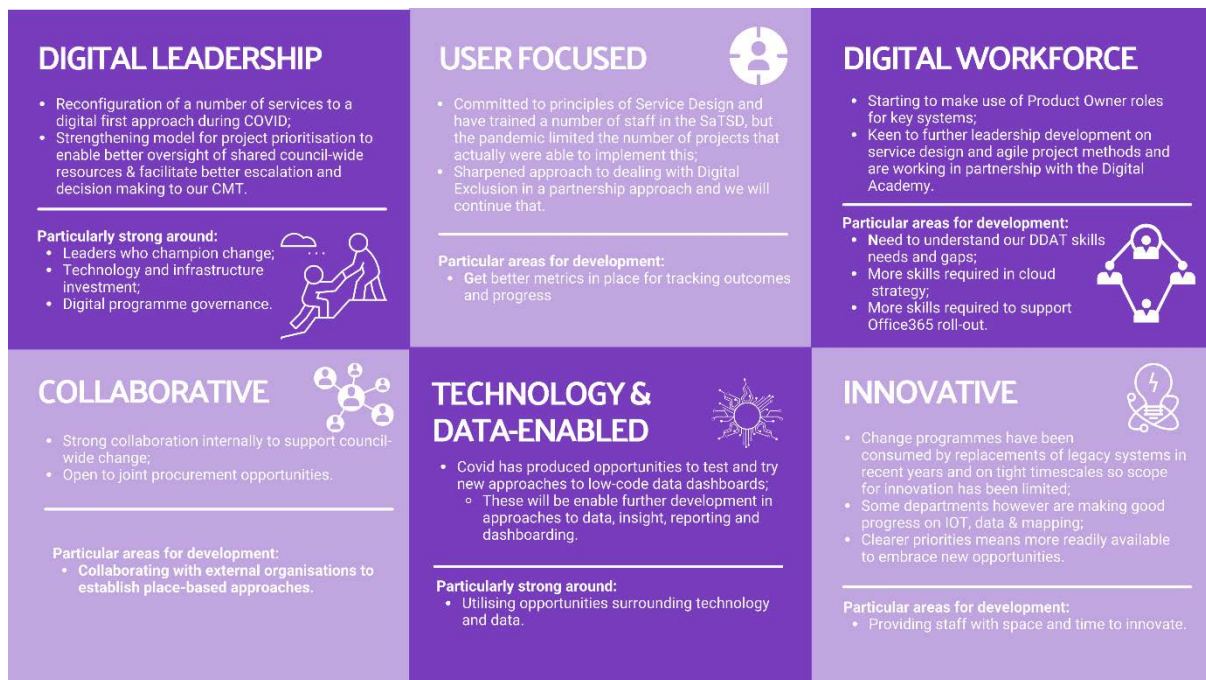 DIGITAL LEADERSHIP
• Reconfiguration of a number of services to a
digital first approach during COVID;
• Strengthening model for project prioritisation to
enable better oversight of shared council-wide
resources & facilitate better escalation and
decision making to our CMT.
Particularly strong around:
• Leaders who champion change;
• Technology and infrastructure
investment;
• Digital programme governance.
USER FOCUSED
• Committed to principles of Service Design and
have trained a number of staff in the SaTSD, but
the pandemic limited the number of projects that
actually were able to implement this;
• Sharpened approach to dealing with Digital
Exclusion in a partnership approach and we will
continue that.
Particular areas for development:
• Get better metrics in place for tracking outcomes
and progress
DIGITAL WORKFORCE
• Starting to make use of Product Owner roles
for key systems;
• Keen to further leadership development on
service design and agile project methods and
are working in partnership with the Digital
Academy.
Particular areas for development:
• Need to understand our DDAT skills
needs and gaps;
• More skills required in cloud
strategy;
• More skills required to support
Office365 roll-out.
COLLABORATIVE
• Strong collaboration internally to support council-
wide change;
• Open to joint procurement opportunities.
Particular areas for development:
• Collaborating with external organisations to
establish place-based approaches.
TECHNOLOGY &
DATA-ENABLED
• Covid has produced opportunities to test and try
new approaches to low-code data dashboards;
○ These will be enable further development in
approaches to data, insight, reporting and
dashboarding.
Particularly strong around:
• Utilising opportunities surrounding technology
and data.
INNOVATIVE
• Change programmes have been
consumed by replacements of legacy systems in
recent years and on tight timescales so scope
for innovation has been limited;
• Some departments however are making good
progress on IOT, data & mapping;
• Clearer priorities means more readily available
to embrace new opportunities.
Particular areas for development:
• Providing staff with space and time to innovate.